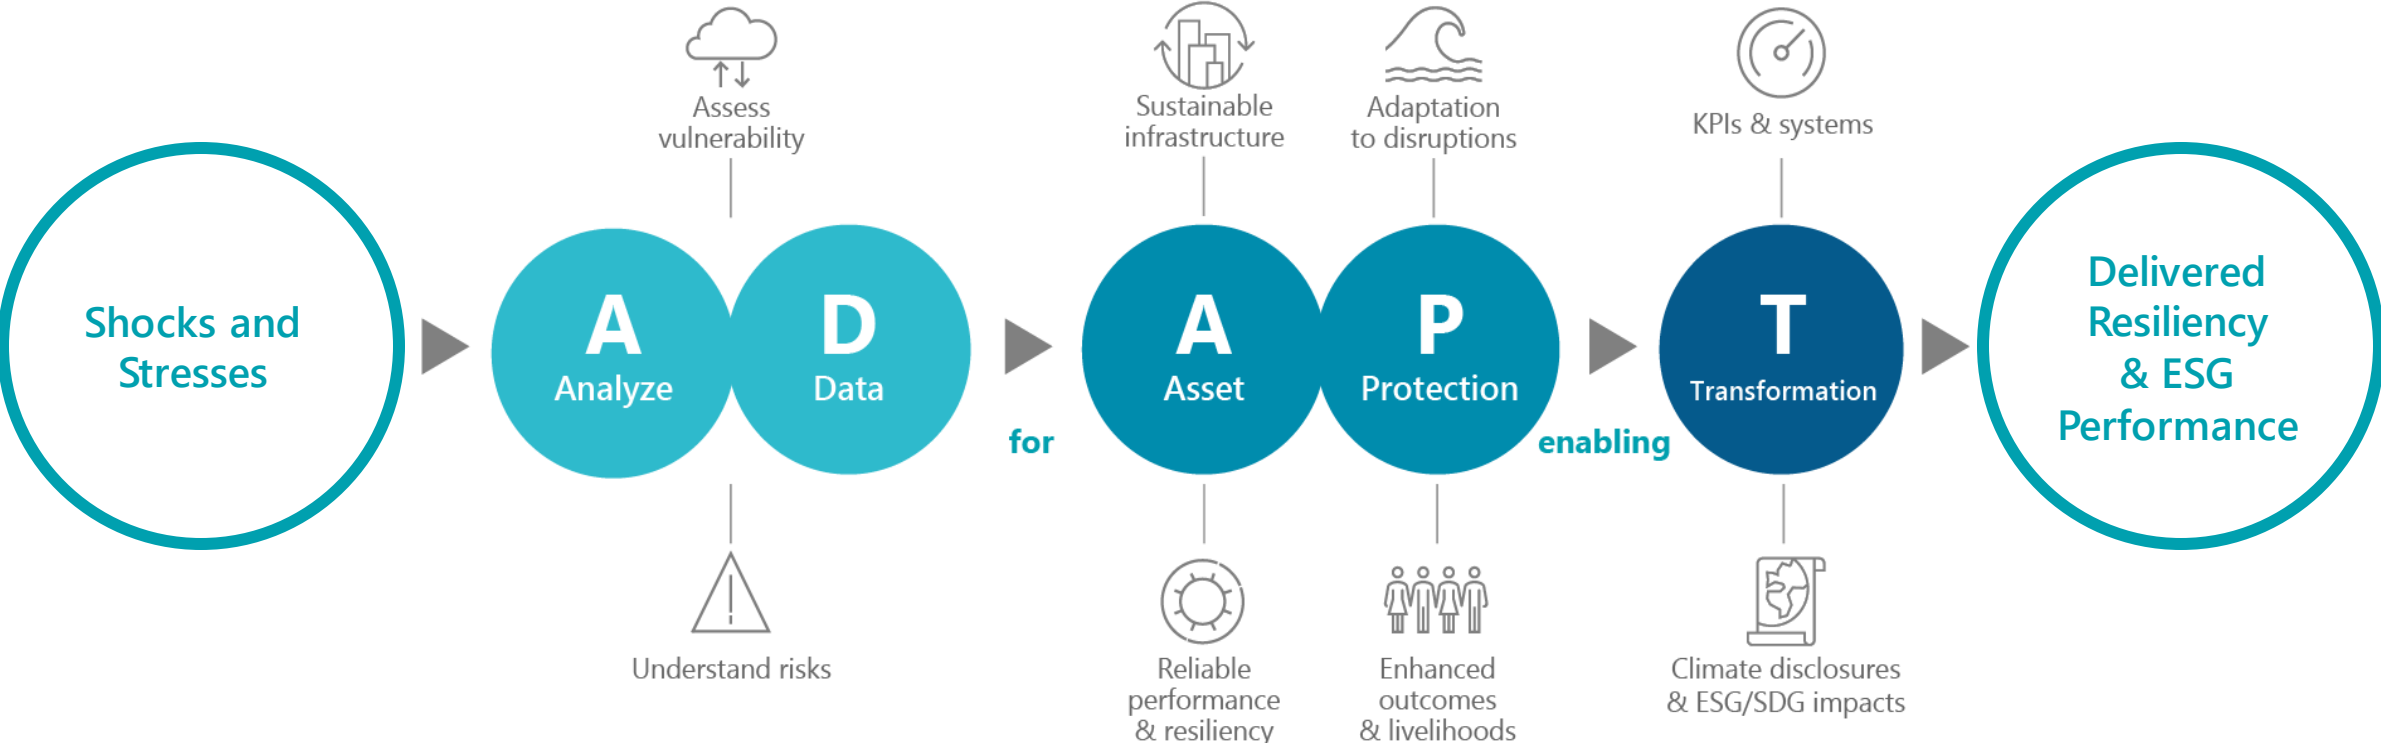 Shocks and
Stresses
Assess
vulnerability
A
Analyze
D
Data
Understand risks
for
Sustainable
infrastructure
A
Asset
Reliable
performance
& resiliency
Adaptation
to disruptions
P
Protection
Enhanced
outcomes
& livelihoods
enabling
KPIs & systems
T
Transformation
Climate disclosures
& ESG/SDG impacts
Delivered
Resiliency
& ESG
Performance